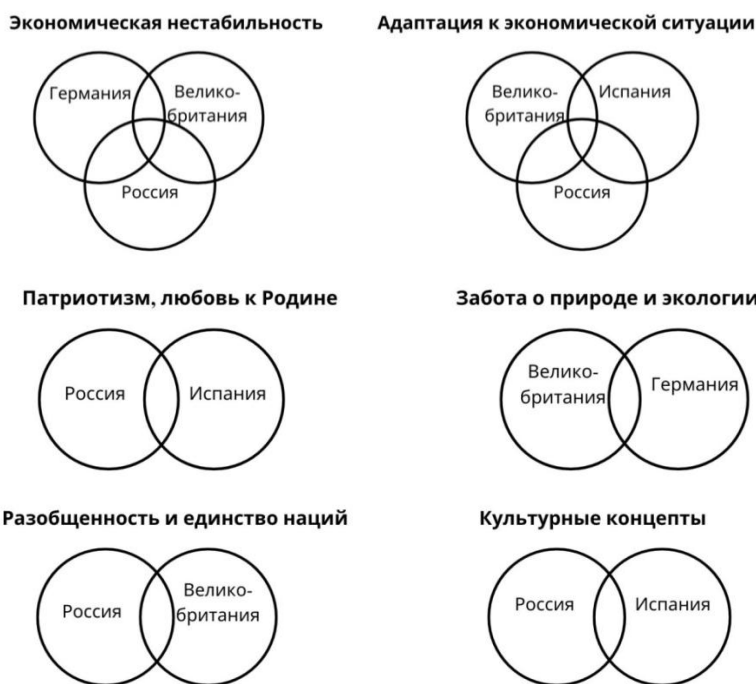 Экономическая нестабильность
Германия
Велико-
британия
Россия
Адаптация к экономической ситуации
Велико-
британия
Испания
Россия
Патриотизм, любовь к Родине
Россия
Испания
Забота о природе и экологии
Велико-
британия
Германия
Разобщенность и единство наций
Россия
Велико-
британия
Культурные концепты
Россия
Испания